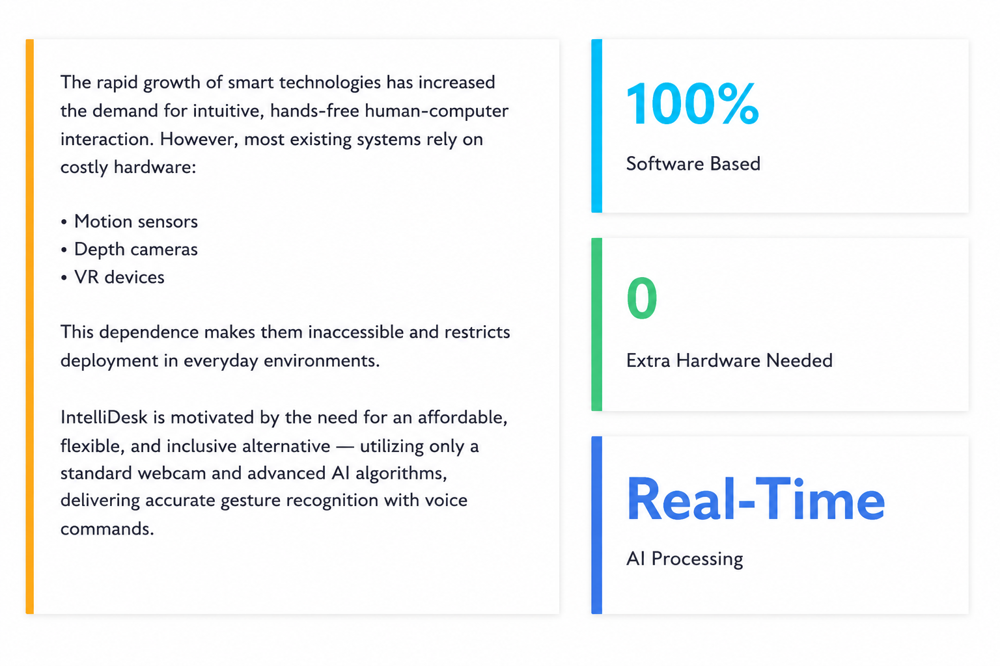 The rapid growth of smart technologies has increased
the demand for intuitive, hands-free human-computer
interaction. However, most existing systems rely on
costly hardware:
• Motion sensors
• Depth cameras
• VR devices
This dependence makes them inaccessible and restricts
deployment in everyday environments.
IntelliDesk is motivated by the need for an affordable,
flexible, and inclusive alternative — utilizing only a
standard webcam and advanced AI algorithms,
delivering accurate gesture recognition with voice
commands.
100%
Software Based
0
Extra Hardware Needed
Real-Time
AI Processing